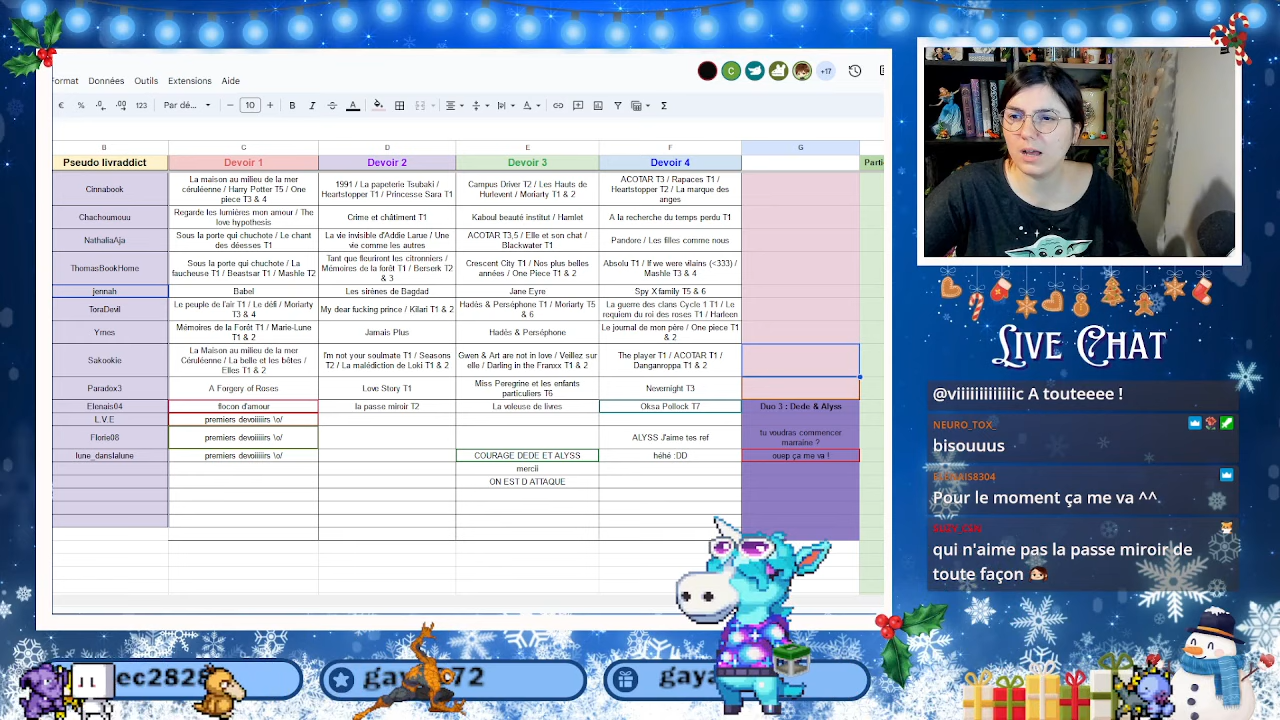 ormat Données Outils Extensions Aide
C +17
€ % .0 .00 123 Par dé... − 10 + B I A Σ
B C D E F G
Pseudo livraddict Devoir 1 Devoir 2 Devoir 3 Devoir 4 Parti
Cinnabook
La maison au milieu de la mer
céruléenne / Harry Potter T5 / One
piece T3 & 4
1991 / La papeterie Tsubaki /
Heartstopper T1 / Princesse Sara T1
Campus Driver T2 / Les Hauts de
Hurlevent / Moriarty T1 & 2
ACOTAR T3 / Rapaces T1 /
Heartstopper T2 / La marque des
anges
Chachoumouu
Regarde les lumières mon amour / The
love hypothesis
Crime et châtiment T1
Kaboul beauté institut / Hamlet
A la recherche du temps perdu T1
NathaliaAja
Sous la porte qui chuchote / Le chant
des déesses T1
La vie invisible d'Addie Larue / Une
vie comme les autres
ACOTAR T3,5 / Elle et son chat /
Blackwater T1
Pandore / Les filles comme nous
ThomasBookHome
Sous la porte qui chuchote / La
faucheuse T1 / Beastsar T1 / Mashle T2
Tant que fleuriront les citronniers /
Mémoires de la forêt T1 / Berserk T2
& 3
Crescent City T1 / Nos plus belles
années / One Piece T1 & 2
Absolu T1 / If we were vilains (<333) /
Mashle T3 & 4
jennah
Babel
Les sirènes de Bagdad
Jane Eyre
Spy X family T5 & 6
ToraDevil
Le peuple de l'air T1 / Le défi / Moriarty
T3 & 4
My dear fucking prince / Kilari T1 & 2
Hadès & Perséphone T1 / Moriarty T5
& 6
La guerre des clans Cycle 1 T1 / Le
requiem du roi des roses T1 / Harleen
Ymes
Mémoires de la Forêt T1 / Marie-Lune
T1 & 2
Jamais Plus
Hadès & Perséphone
Le journal de mon père / One piece T1
& 2
Sakookie
La Maison au milieu de la mer
Céruléenne / La belle et les bêtes /
Elles T1 & 2
I'm not your soulmate T1 / Seasons
T2 / La malédiction de Loki T1 & 2
Gwen & Art are not in love / Veillez sur
elle / Darling in the Franxx T1 & 2
The player T1 / ACOTAR T1 /
Danganroppa T1 & 2
Paradox3
A Forgery of Roses
Love Story T1
Miss Peregrine et les enfants
particuliers T6
Nevernight T3
Elenais04
flocon d'amour
la passe miroir T2
La voleuse de livres
Oksa Pollock T7
Duo 3 : Dede & Alyss
L.V.E
premiers devoiiiirs \o/
Florie08
premiers devoiiiirs \o/
ALYSS J'aime tes ref
tu voudras commencer
marraine ?
lune_danslalune
premiers devoiiiirs \o/
COURAGE DEDE ET ALYSS
héhé :DD
ouep ça me va !
mercii
ON EST D ATTAQUE
LIVE CHAT
@viiiiiiiiiiiic A touteeee !
NEURO_TOX_
bisouuus
Pour le moment ça me va ^^
qui n'aime pas la passe miroir de
toute façon